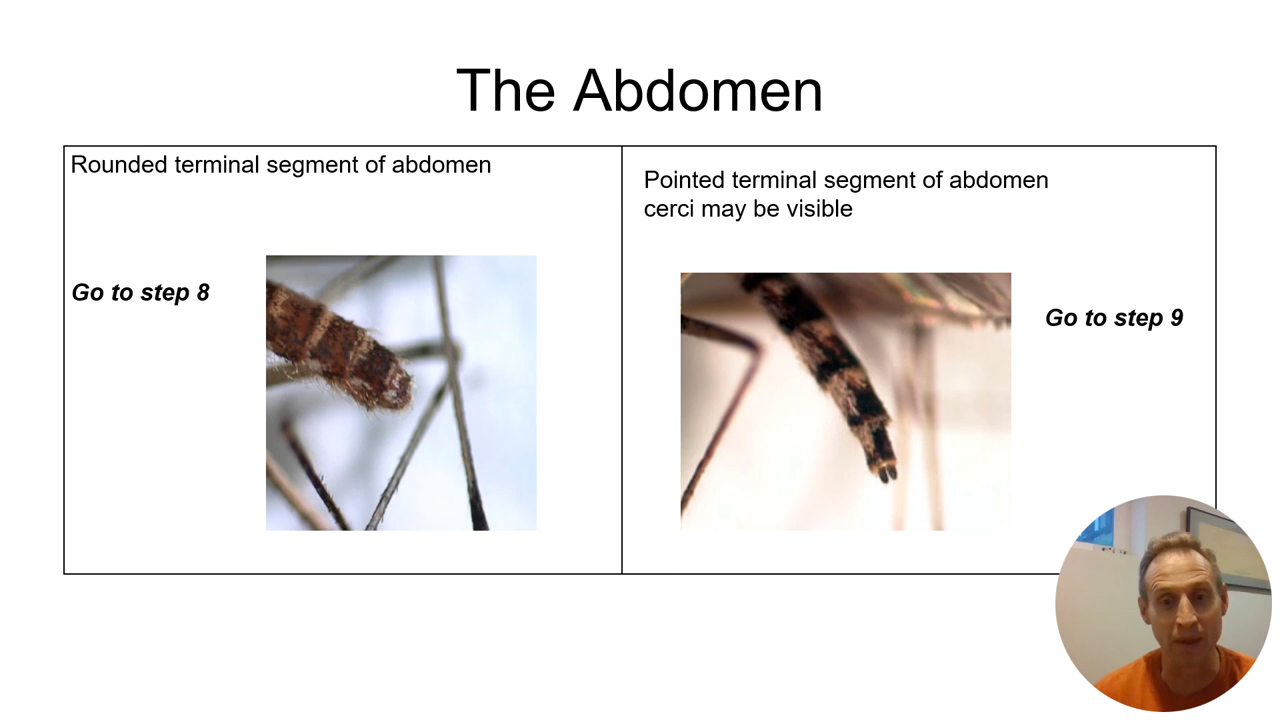 The Abdomen
Rounded terminal segment of abdomen
Go to step 8
Pointed terminal segment of abdomen
cerci may be visible
Go to step 9